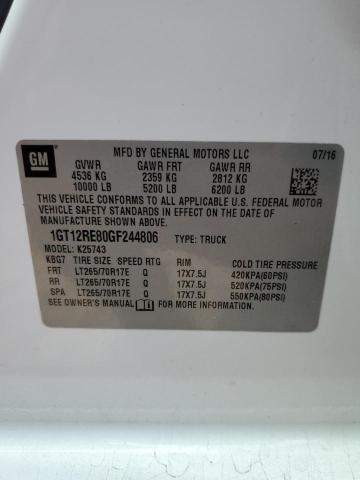 GM
MFD BY GENERAL MOTORS LLC 07/16
GVWR GAWR FRT GAWR RR
4536 KG 2359 KG 2812 KG
10000 LB 5200 LB 6200 LB
THIS VEHICLE CONFORMS TO ALL APPLICABLE U.S. FEDERAL MOTOR
VEHICLE SAFETY STANDARDS IN EFFECT ON THE DATE OF
MANUFACTURE SHOWN ABOVE.
1GT12RE80GF244806 TYPE: TRUCK
MODEL: K25743
KBG7 TIRE SIZE SPEED RTG RIM COLD TIRE PRESSURE
FRT LT265/70R17E Q 17X7.5J 420KPA(60PSI)
RR LT265/70R17E Q 17X7.5J 520KPA(75PSI)
SPA LT265/70R17E Q 17X7.5J 550KPA(80PSI)
SEE OWNER'S MANUAL FOR MORE INFORMATION.